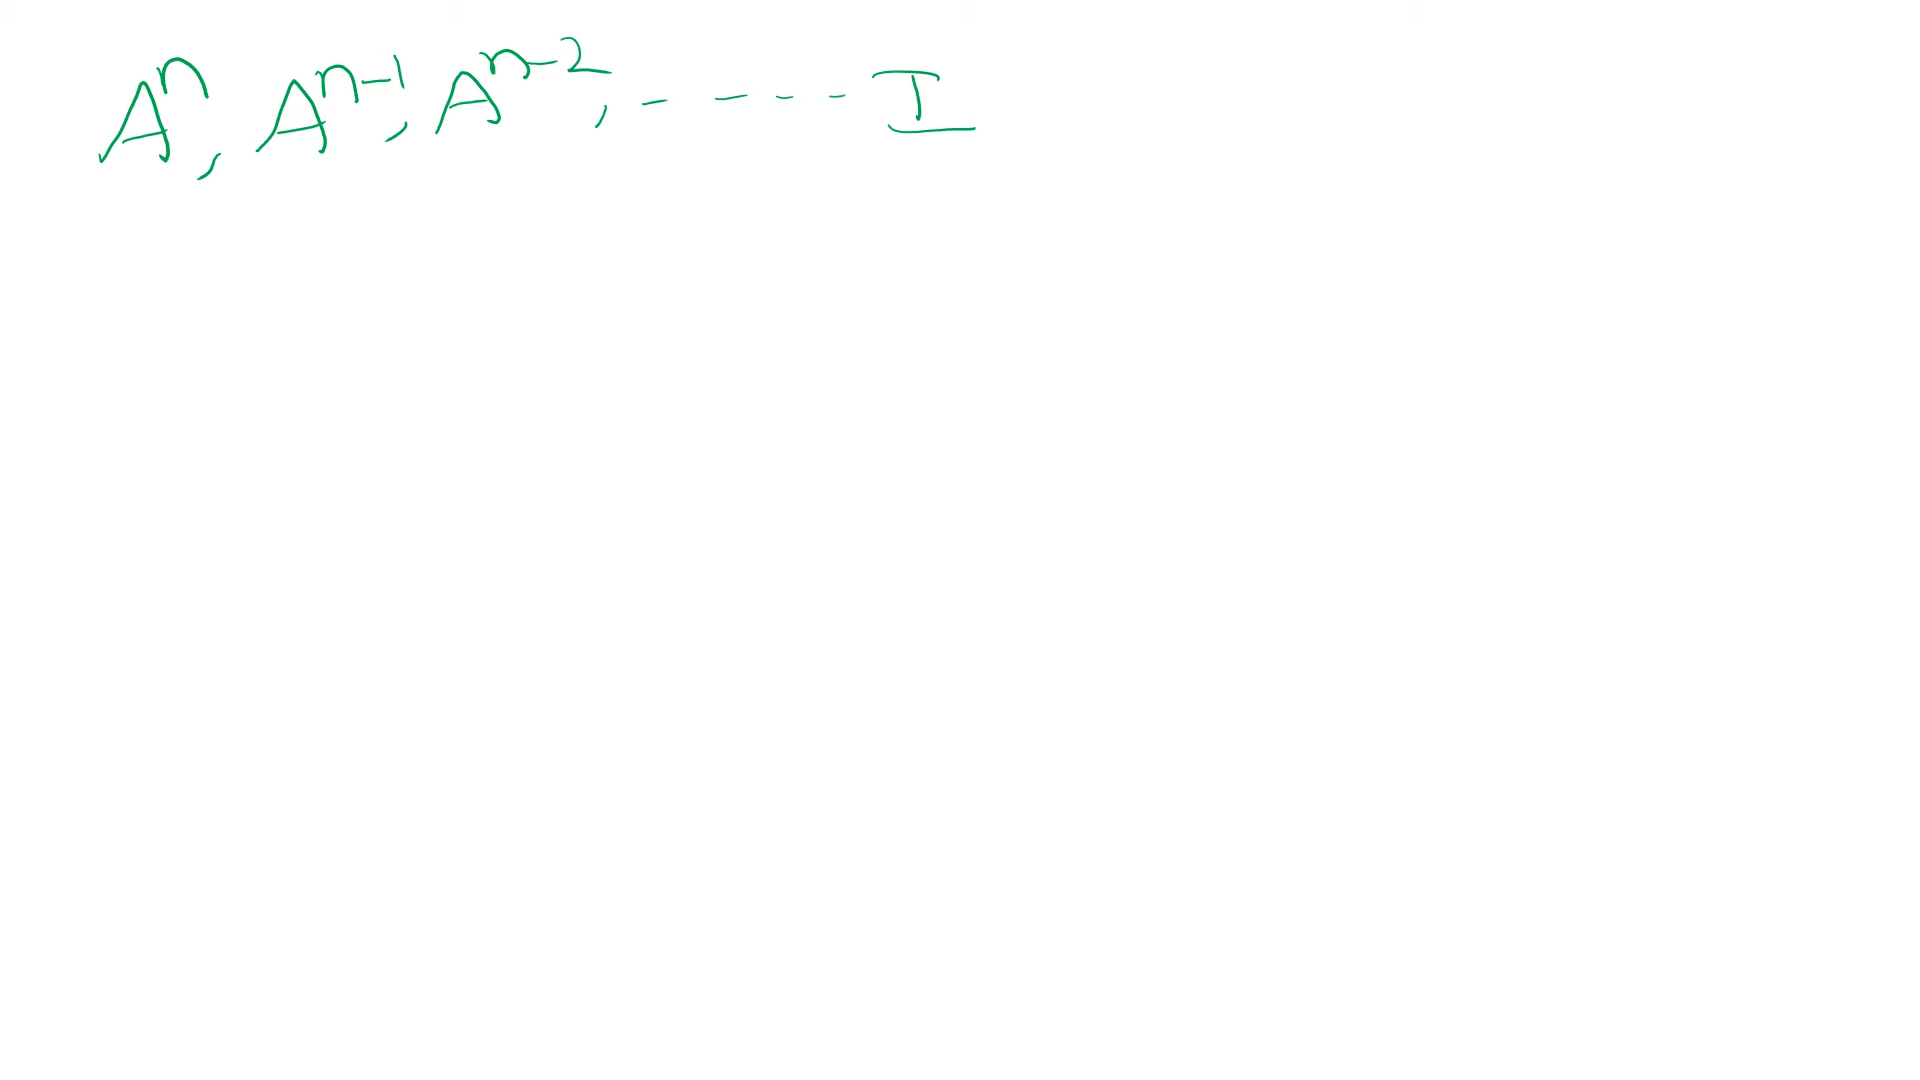 Aⁿ, Aⁿ⁻¹, Aⁿ⁻², - - - - - I